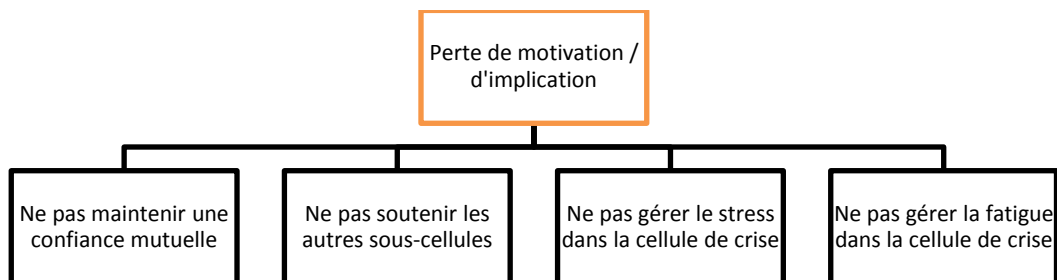 Perte de motivation /
d'implication
Ne pas maintenir une
confiance mutuelle
Ne pas soutenir les
autres sous-cellules
Ne pas gérer le stress
dans la cellule de crise
Ne pas gérer la fatigue
dans la cellule de crise